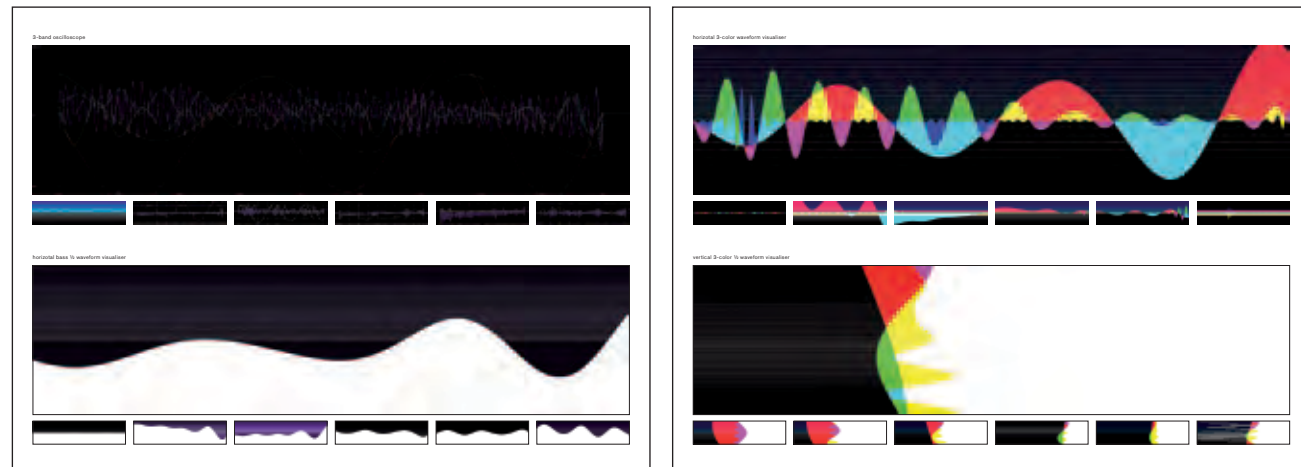 3-band oscilloscope
horizotal bass ½ waveform visualiser
horizotal 3-color waveform visualiser
vertical 3-color ½ waveform visualiser